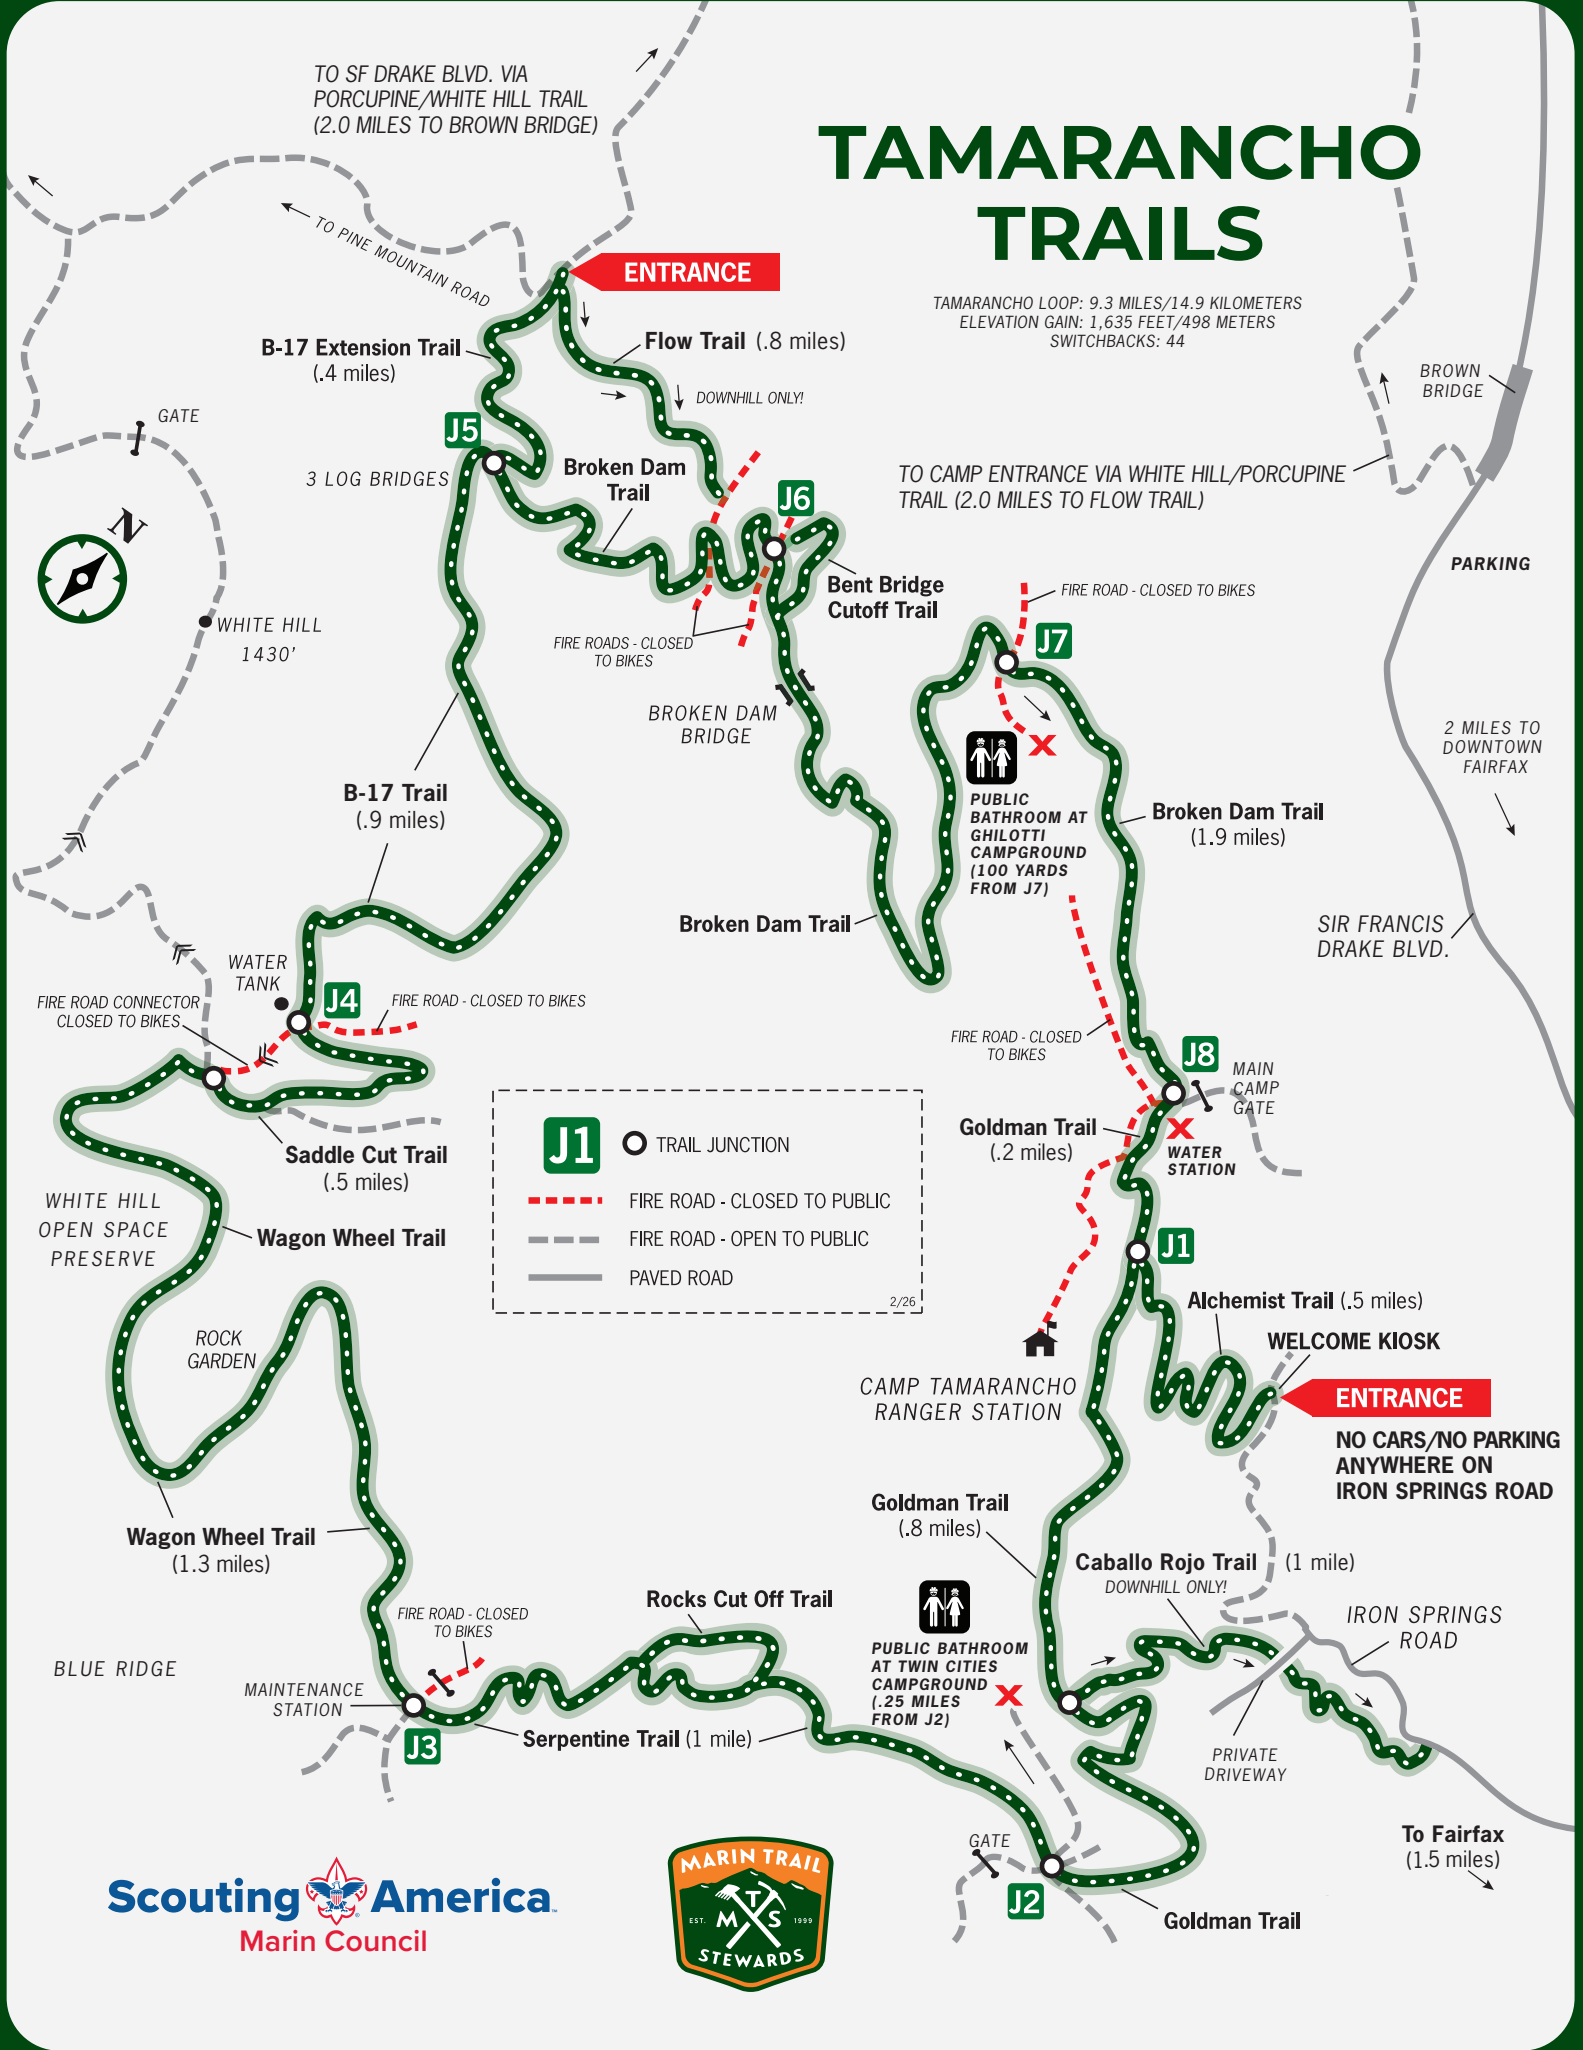 TO SF DRAKE BLVD. VIA
PORCUPINE/WHITE HILL TRAIL
(2.0 MILES TO BROWN BRIDGE)
TAMARANCHO
TRAILS
TAMARANCHO LOOP: 9.3 MILES/14.9 KILOMETERS
ELEVATION GAIN: 1,635 FEET/498 METERS
SWITCHBACKS: 44
TO PINE MOUNTAIN ROAD
ENTRANCE
B-17 Extension Trail
(.4 miles)
Flow Trail (.8 miles)
DOWNHILL ONLY!
BROWN
BRIDGE
GATE
J5
3 LOG BRIDGES
Broken Dam
Trail
J6
TO CAMP ENTRANCE VIA WHITE HILL/PORCUPINE
TRAIL (2.0 MILES TO FLOW TRAIL)
N
PARKING
Bent Bridge
Cutoff Trail
FIRE ROAD - CLOSED TO BIKES
WHITE HILL
1430'
FIRE ROADS - CLOSED
TO BIKES
J7
BROKEN DAM
BRIDGE
2 MILES TO
DOWNTOWN
FAIRFAX
B-17 Trail
(.9 miles)
PUBLIC
BATHROOM AT
GHILOTTI
CAMPGROUND
(100 YARDS
FROM J7)
Broken Dam Trail
(1.9 miles)
Broken Dam Trail
SIR FRANCIS
DRAKE BLVD.
WATER
TANK
J4
FIRE ROAD - CLOSED TO BIKES
FIRE ROAD CONNECTOR
CLOSED TO BIKES
FIRE ROAD - CLOSED
TO BIKES
J8
MAIN
CAMP
GATE
Goldman Trail
(.2 miles)
WATER
STATION
Saddle Cut Trail
(.5 miles)
J1
TRAIL JUNCTION
FIRE ROAD - CLOSED TO PUBLIC
FIRE ROAD - OPEN TO PUBLIC
PAVED ROAD
2/26
WHITE HILL
OPEN SPACE
PRESERVE
Wagon Wheel Trail
J1
Alchemist Trail (.5 miles)
WELCOME KIOSK
ROCK
GARDEN
CAMP TAMARANCHO
RANGER STATION
ENTRANCE
NO CARS/NO PARKING
ANYWHERE ON
IRON SPRINGS ROAD
Goldman Trail
(.8 miles)
Wagon Wheel Trail
(1.3 miles)
Caballo Rojo Trail (1 mile)
DOWNHILL ONLY!
Rocks Cut Off Trail
FIRE ROAD - CLOSED
TO BIKES
IRON SPRINGS
ROAD
PUBLIC BATHROOM
AT TWIN CITIES
CAMPGROUND
(.25 MILES
FROM J2)
BLUE RIDGE
MAINTENANCE
STATION
J3
Serpentine Trail (1 mile)
PRIVATE
DRIVEWAY
To Fairfax
(1.5 miles)
GATE
J2
Goldman Trail
Scouting America
Marin Council
MARIN TRAIL
T
M S
EST. 1999
STEWARDS